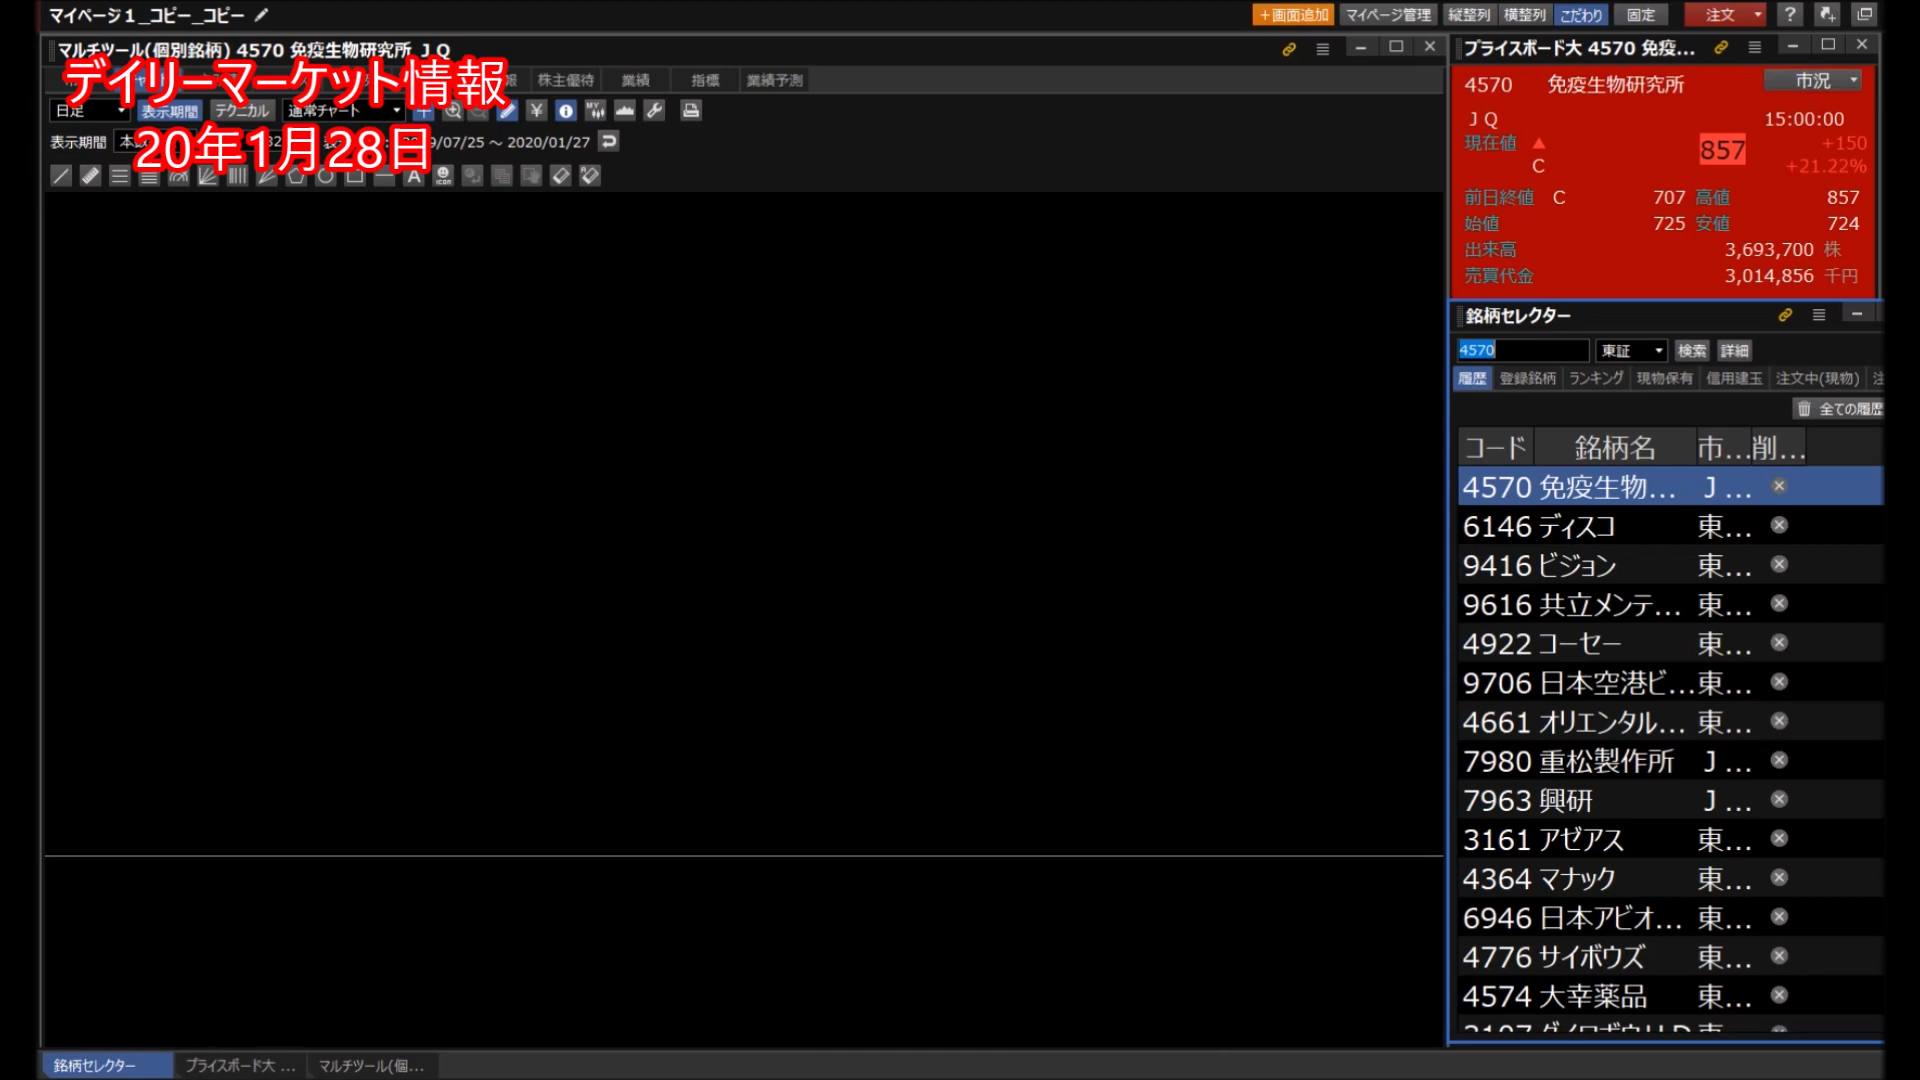 マイページ１_コピー_コピー
＋画面追加 マイページ管理 縦整列 横整列 こだわり 固定 注文 ?
マルチツール(個別銘柄) 4570 免疫生物研究所 ＪＱ
デイリーマーケット情報
株主優待 業績 指標 業績予測
日足 表示期間 テクニカル 通常チャート
表示期間
20年1月28日
/07/25 ～ 2020/01/27
プライスボード大 4570 免疫...
4570 免疫生物研究所 市況
ＪＱ 15:00:00
現在値 ▲ 857 +150
C +21.22%
前日終値 C 707 高値 857
始値 725 安値 724
出来高 3,693,700 株
売買代金 3,014,856 千円
銘柄セレクター
4570 東証 検索 詳細
履歴 登録銘柄 ランキング 現物保有 信用建玉 注文中(現物) 注
全ての履歴
コード 銘柄名 市... 削...
4570 免疫生物... Ｊ...
6146 ディスコ 東...
9416 ビジョン 東...
9616 共立メンテ... 東...
4922 コーセー 東...
9706 日本空港ビ... 東...
4661 オリエンタル... 東...
7980 重松製作所 Ｊ...
7963 興研 Ｊ...
3161 アゼアス 東...
4364 マナック 東...
6946 日本アビオ... 東...
4776 サイボウズ 東...
4574 大幸薬品 東...
銘柄セレクター プライスボード大 ... マルチツール(個...